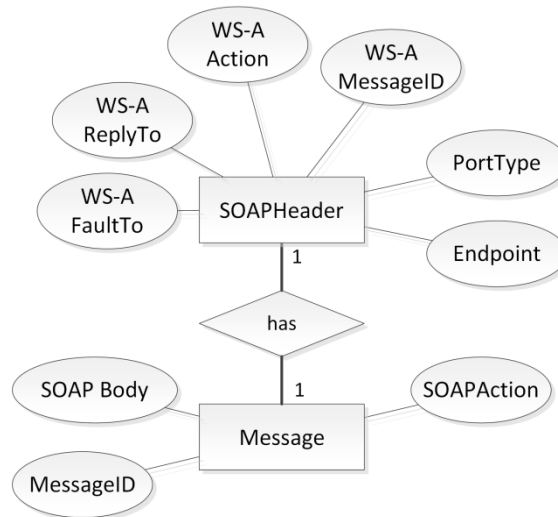 WS-A
Action
WS-A
MessageID
WS-A
ReplyTo
PortType
WS-A
FaultTo
SOAPHeader
Endpoint
1
has
SOAP Body
1
SOAPAction
Message
MessageID